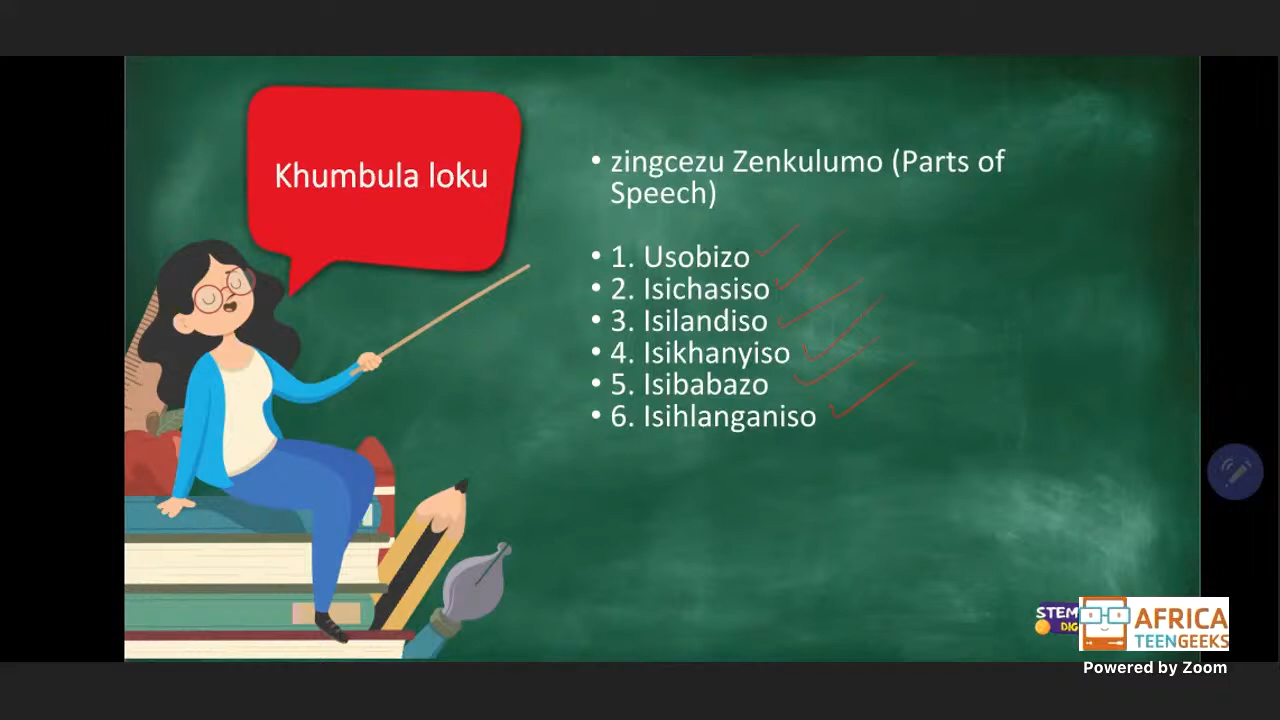 Khumbula loku
• zingcezu Zenkulumo (Parts of
Speech)
• 1. Usobizo
• 2. Isichasiso
• 3. Isilandiso
• 4. Isikhanyiso
• 5. Isibabazo
• 6. Isihlanganiso
STEM
DIG
AFRICA
TEENGEEKS
Powered by Zoom